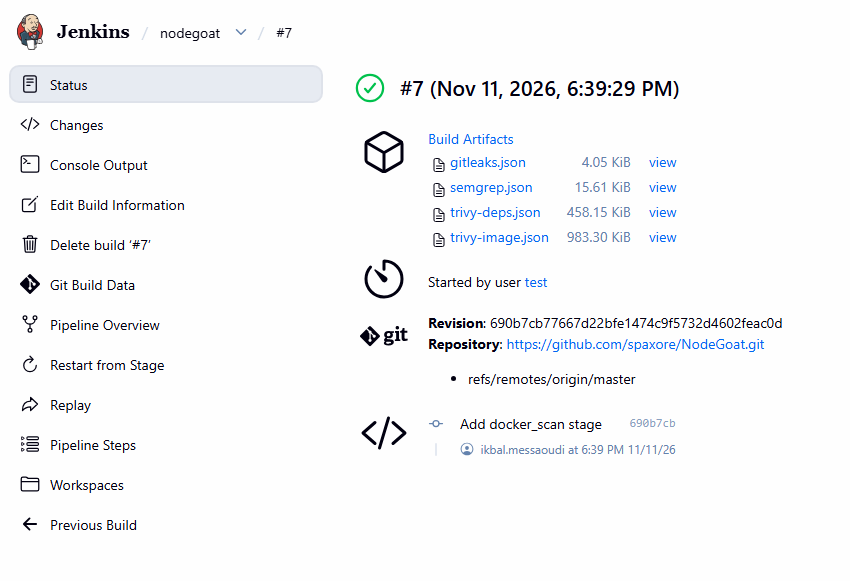 Jenkins / nodegoat / #7
Status
Changes
Console Output
Edit Build Information
Delete build ‘#7’
Git Build Data
Pipeline Overview
Restart from Stage
Replay
Pipeline Steps
Workspaces
Previous Build
#7 (Nov 11, 2026, 6:39:29 PM)
Build Artifacts
gitleaks.json 4.05 KiB view
semgrep.json 15.61 KiB view
trivy-deps.json 458.15 KiB view
trivy-image.json 983.30 KiB view
Started by user test
git
Revision: 690b7cb77667d22bfe1474c9f5732d4602feac0d
Repository: https://github.com/spaxore/NodeGoat.git
• refs/remotes/origin/master
Add docker_scan stage 690b7cb
ikbal.messaoudi at 6:39 PM 11/11/26